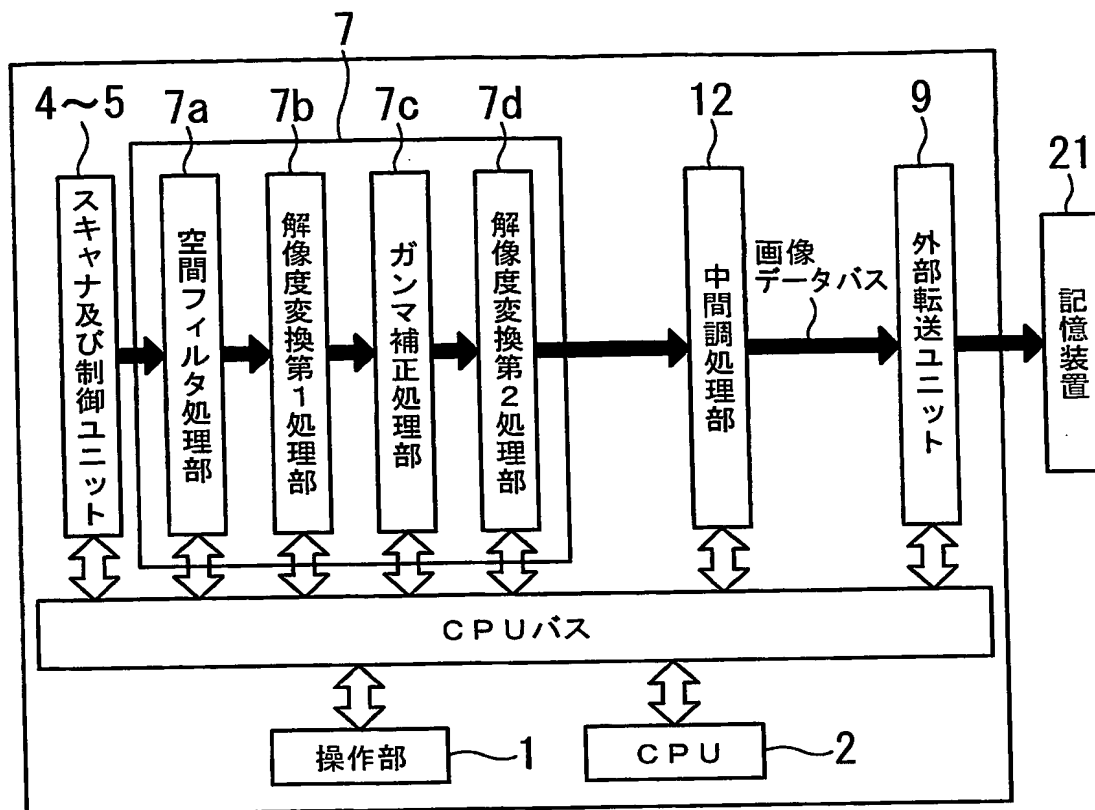 7
4～5
7a
7b
7c
7d
12
9
21
スキャナ及び制御ユニット
空間フィルタ処理部
解像度変換第1処理部
ガンマ補正処理部
解像度変換第2処理部
中間調処理部
画像
データバス
外部転送ユニット
記憶装置
CPUバス
操作部
1
CPU
2